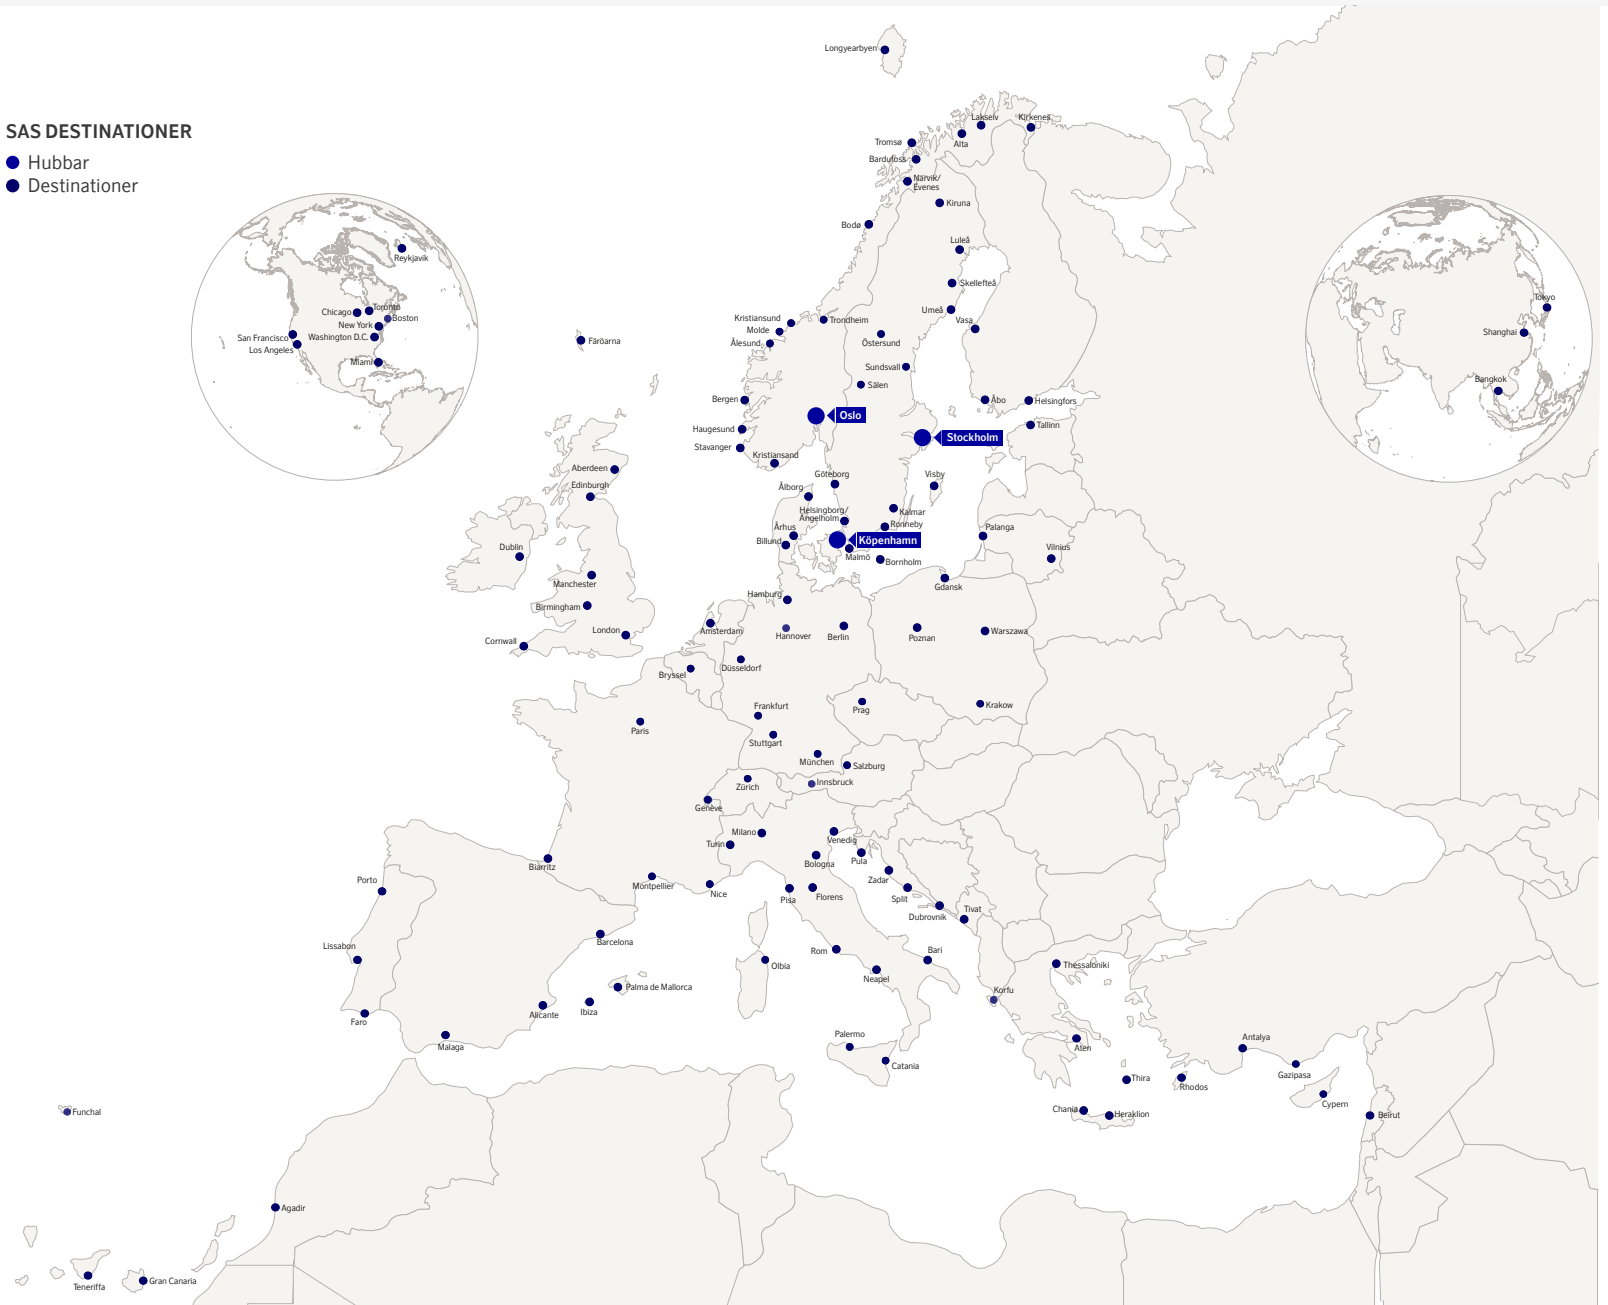 SAS DESTINATIONER
Hubbar
Destinationer
Reykjavik
Toronto
Chicago
Boston
New York
San Francisco
Washington D.C.
Los Angeles
Miami
Tokyo
Shanghai
Bangkok
Longyearbyen
Lakselv
Kirkenes
Tromsø
Alta
Bardufoss
Narvik/
Evenes
Kiruna
Bodø
Luleå
Skellefteå
Umeå
Vasa
Kristiansund
Trondheim
Molde
Ålesund
Östersund
Färöarna
Sundsvall
Sälen
Bergen
Åbo
Helsingfors
Oslo
Tallinn
Haugesund
Stockholm
Stavanger
Kristiansand
Aberdeen
Göteborg
Visby
Edinburgh
Ålborg
Helsingborg/
Ängelholm
Kalmar
Ronneby
Århus
Palanga
Billund
Köpenhamn
Dublin
Malmö
Bornholm
Vilnius
Manchester
Gdansk
Hamburg
Birmingham
London
Amsterdam
Hannover
Berlin
Poznan
Warszawa
Cornwall
Düsseldorf
Bryssel
Frankfurt
Prag
Krakow
Paris
Stuttgart
München
Salzburg
Zürich
Innsbruck
Genève
Milano
Turin
Venedig
Bologna
Pula
Biarritz
Porto
Montpellier
Nice
Pisa
Florens
Zadar
Split
Dubrovnik
Tivat
Lissabon
Barcelona
Rom
Bari
Olbia
Neapel
Thessaloniki
Palma de Mallorca
Korfu
Ibiza
Alicante
Faro
Malaga
Palermo
Catania
Aten
Antalya
Gazipasa
Thira
Rhodos
Cypern
Chania
Heraklion
Beirut
Funchal
Agadir
Teneriffa
Gran Canaria